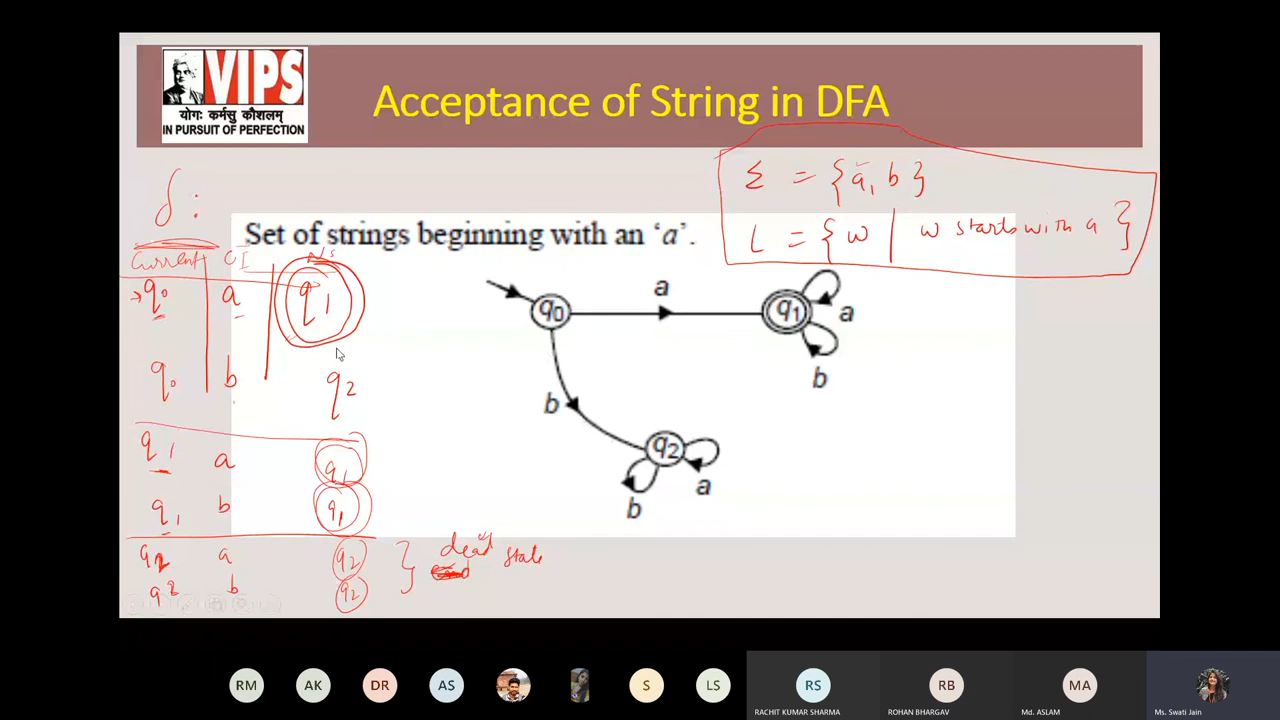 VIPS
योगः कर्मसु कौशलम्
IN PURSUIT OF PERFECTION
Acceptance of String in DFA
Σ = {a, b}
L = {w | w starts with a}
δ:
Set of strings beginning with an ‘a’.
Current CI NS
→q0 a q1
q0 b q2
q1 a q1
q1 b q1
q2 a q2
q2 b q2
} dead state
q0 a q1 a
b
b
q2 a
b
RM AK DR AS S LS RS RB MA
RACHIT KUMAR SHARMA ROHAN BHARGAV Md. ASLAM Ms. Swati Jain